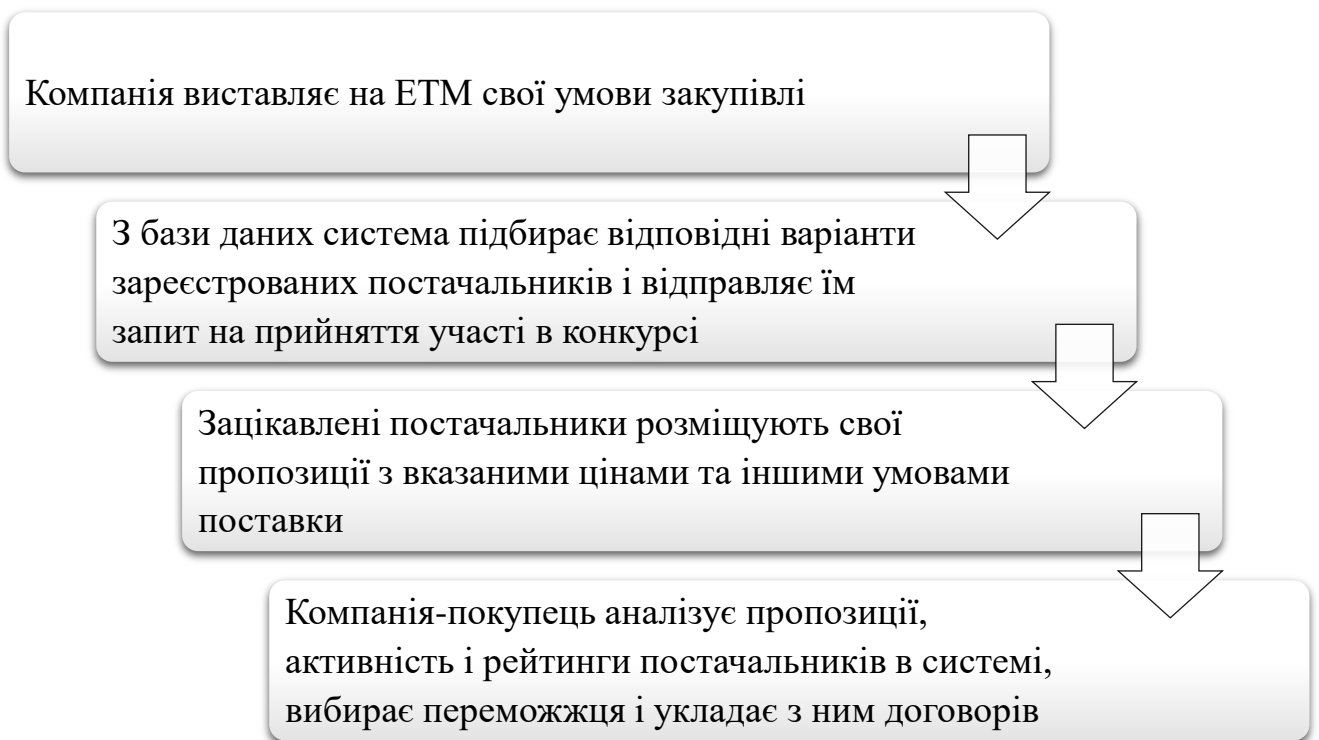 Компанія виставляє на ЕТМ свої умови закупівлі
З бази даних система підбирає відповідні варіанти
зареєстрованих постачальників і відправляє їм
запит на прийняття участі в конкурсі
Зацікавлені постачальники розміщують свої
пропозиції з вказаними цінами та іншими умовами
поставки
Компанія-покупець аналізує пропозиції,
активність і рейтинги постачальників в системі,
вибирає переможжця і укладає з ним договорів